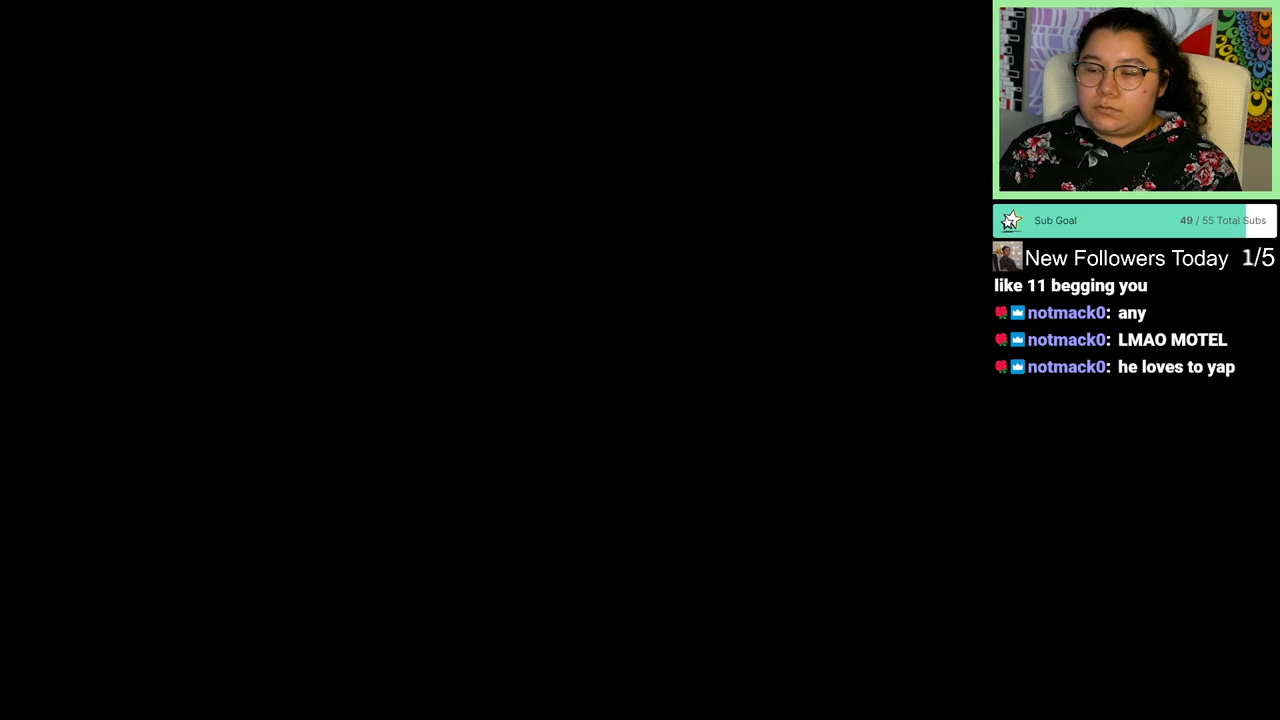 Sub Goal
49 / 55 Total Subs
New Followers Today 1/5
like 11 begging you
notmack0: any
notmack0: LMAO MOTEL
notmack0: he loves to yap